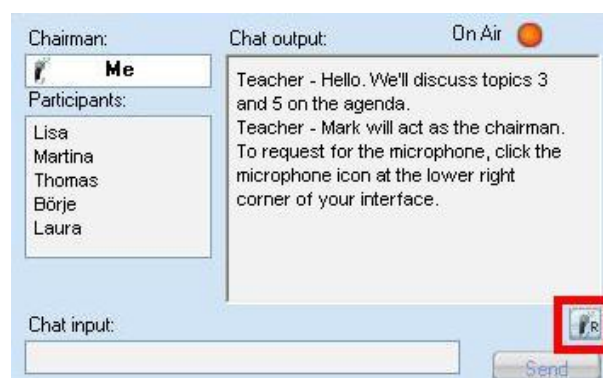 Chairman:
Me
Participants:
Lisa
Martina
Thomas
Börje
Laura
Chat output:
On Air
Teacher - Hello. We'll discuss topics 3
and 5 on the agenda.
Teacher - Mark will act as the chairman.
To request for the microphone, click the
microphone icon at the lower right
corner of your interface.
R
Chat input:
Send